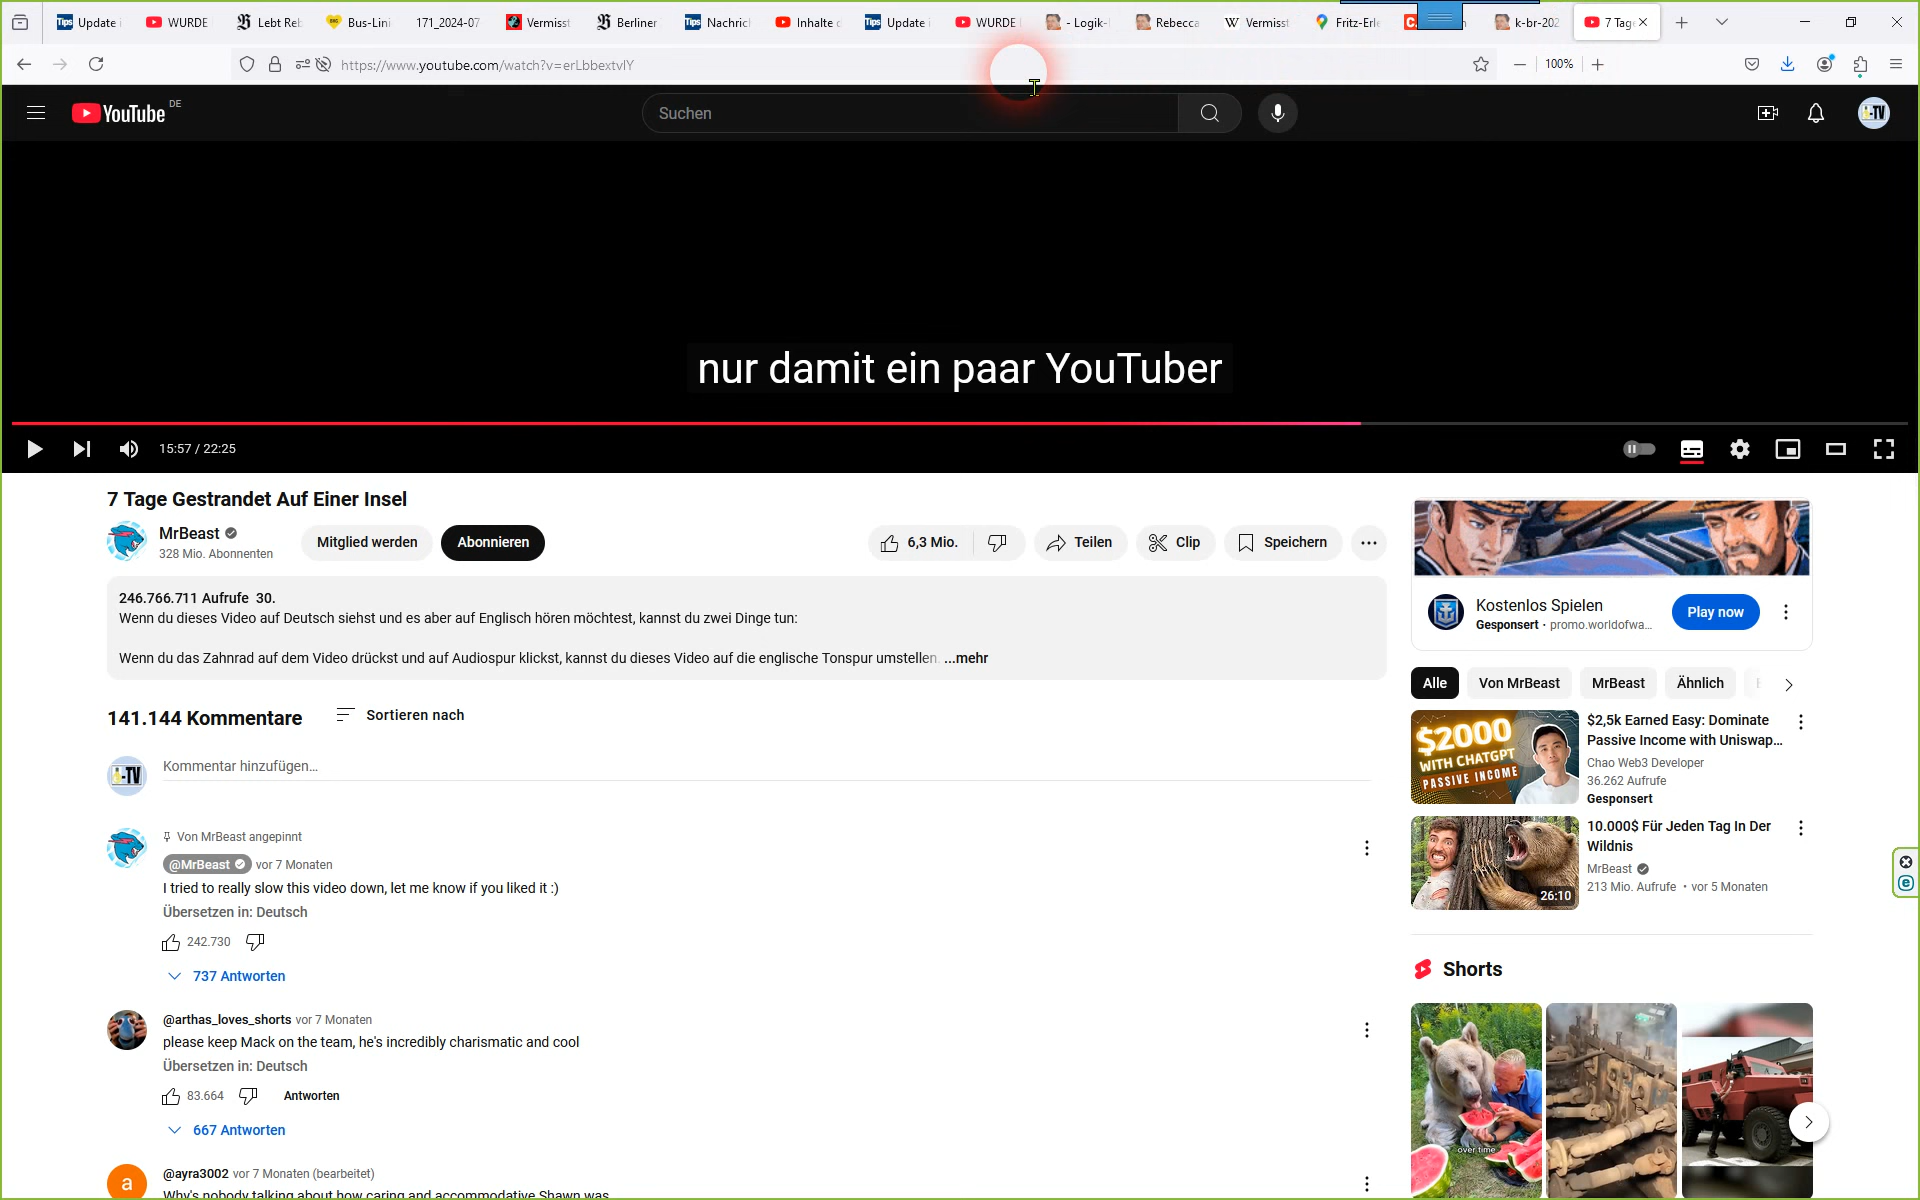 Update
WURDE
Lebt Reb
Bus-Lini
171_2024-07
Vermisst
Berliner
Nachrich
Inhalte d
Update
WURDE
- Logik-
Rebecca
Vermisst
Fritz-Erle
k-br-202
7 Tage
https://www.youtube.com/watch?v=erLbbextvlY
100%
YouTube DE
Suchen
nur damit ein paar YouTuber
15:57 / 22:25
7 Tage Gestrandet Auf Einer Insel
MrBeast
328 Mio. Abonnenten
Mitglied werden
Abonnieren
6,3 Mio.
Teilen
Clip
Speichern
246.766.711 Aufrufe 30.
Wenn du dieses Video auf Deutsch siehst und es aber auf Englisch hören möchtest, kannst du zwei Dinge tun:
Wenn du das Zahnrad auf dem Video drückst und auf Audiospur klickst, kannst du dieses Video auf die englische Tonspur umstellen. ...mehr
141.144 Kommentare
Sortieren nach
Kommentar hinzufügen...
Von MrBeast angepinnt
@MrBeast vor 7 Monaten
I tried to really slow this video down, let me know if you liked it :)
Übersetzen in: Deutsch
242.730
737 Antworten
@arthas_loves_shorts vor 7 Monaten
please keep Mack on the team, he's incredibly charismatic and cool
Übersetzen in: Deutsch
83.664
Antworten
667 Antworten
a
@ayra3002 vor 7 Monaten (bearbeitet)
Why's nobody talking about how caring and accommodative Shawn was
Kostenlos Spielen
Gesponsert · promo.worldofwa...
Play now
Alle
Von MrBeast
MrBeast
Ähnlich
$2000
WITH CHATGPT
PASSIVE INCOME
$2,5k Earned Easy: Dominate
Passive Income with Uniswap...
Chao Web3 Developer
36.262 Aufrufe
Gesponsert
26:10
10.000$ Für Jeden Tag In Der
Wildnis
MrBeast
213 Mio. Aufrufe • vor 5 Monaten
Shorts
over time